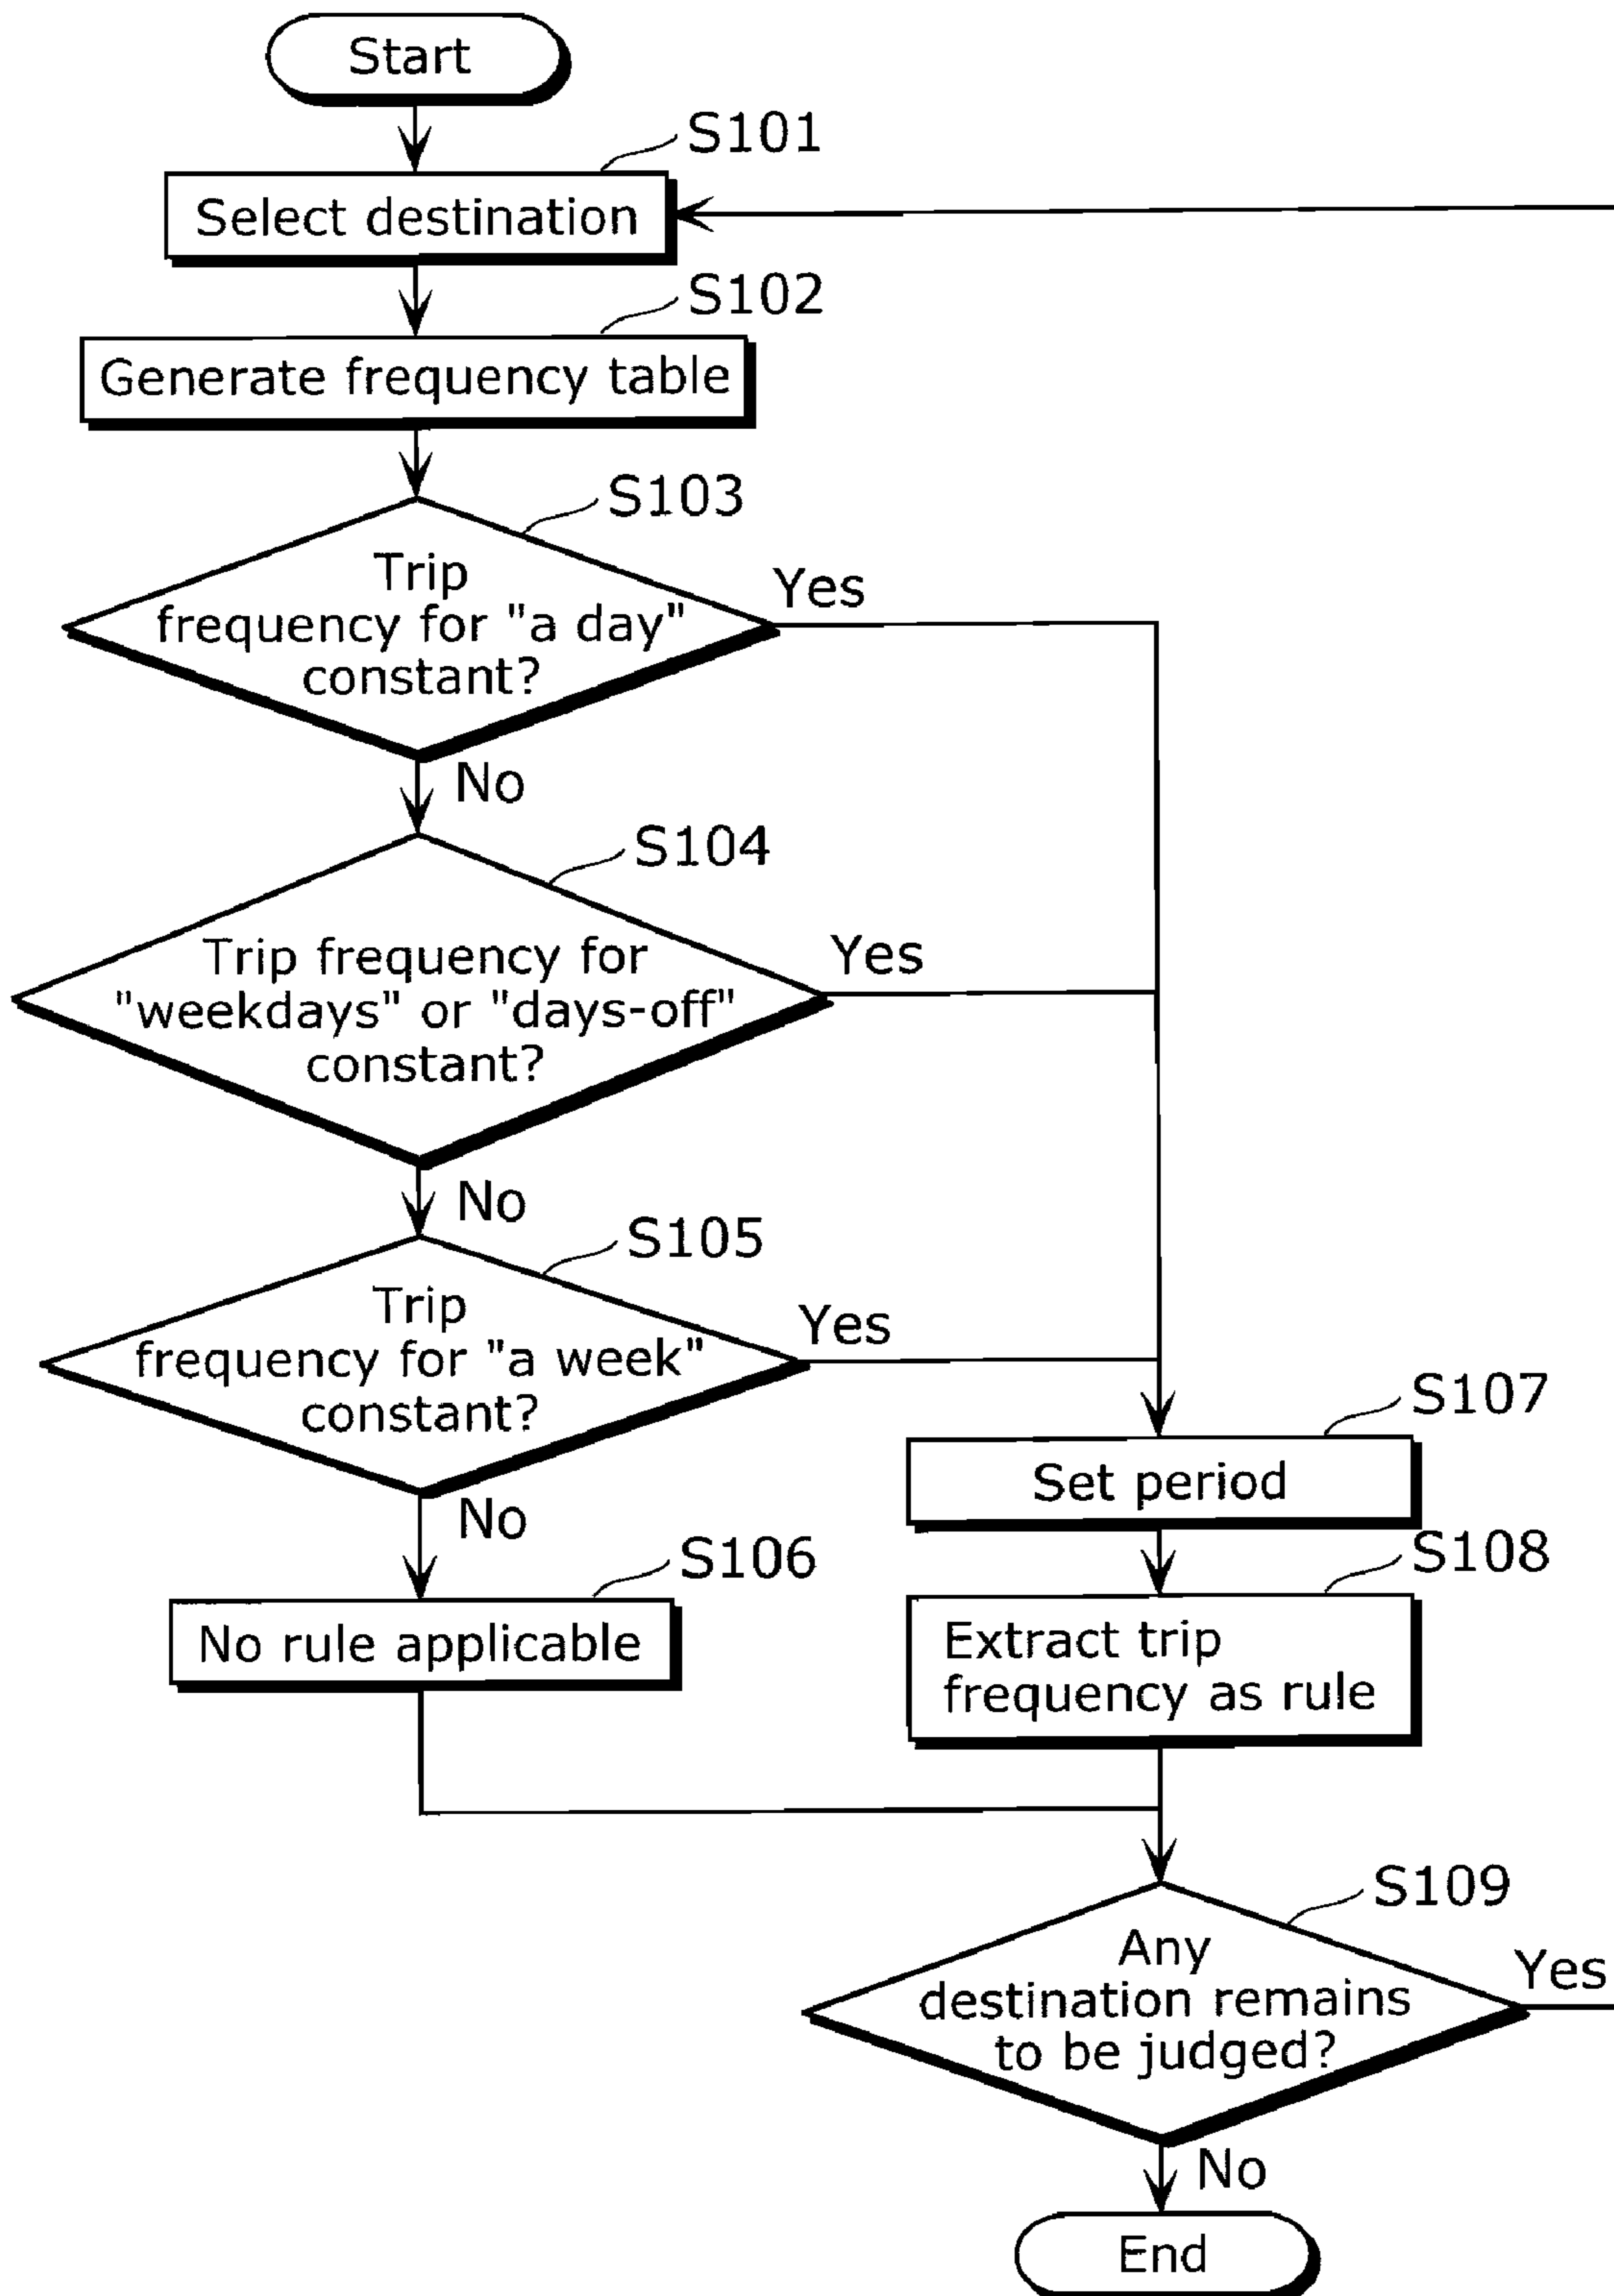 Start
S101
Select destination
S102
Generate frequency table
S103
Trip
frequency for "a day"
constant?
Yes
No
S104
Trip frequency for
"weekdays" or "days-off"
constant?
Yes
No
S105
Trip
frequency for "a week"
constant?
Yes
No
S106
No rule applicable
S107
Set period
S108
Extract trip
frequency as rule
S109
Any
destination remains
to be judged?
Yes
No
End